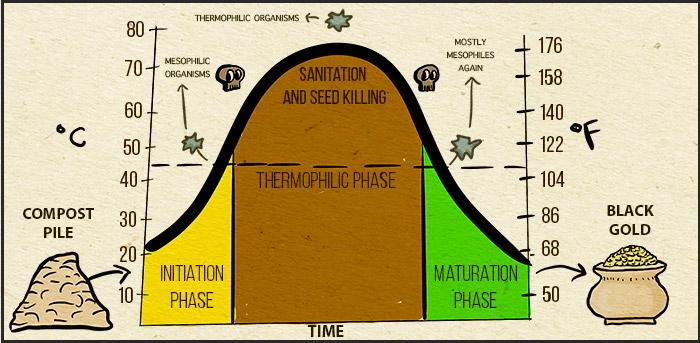 THERMOPHILIC ORGANISMS
80
70
60
50
40
30
20
10
°C
MESOPHILIC
ORGANISMS
SANITATION
AND SEED KILLING
MOSTLY
MESOPHILES
AGAIN
176
158
140
122
104
86
68
50
°F
THERMOPHILIC PHASE
COMPOST
PILE
INITIATION
PHASE
MATURATION
PHASE
BLACK
GOLD
TIME